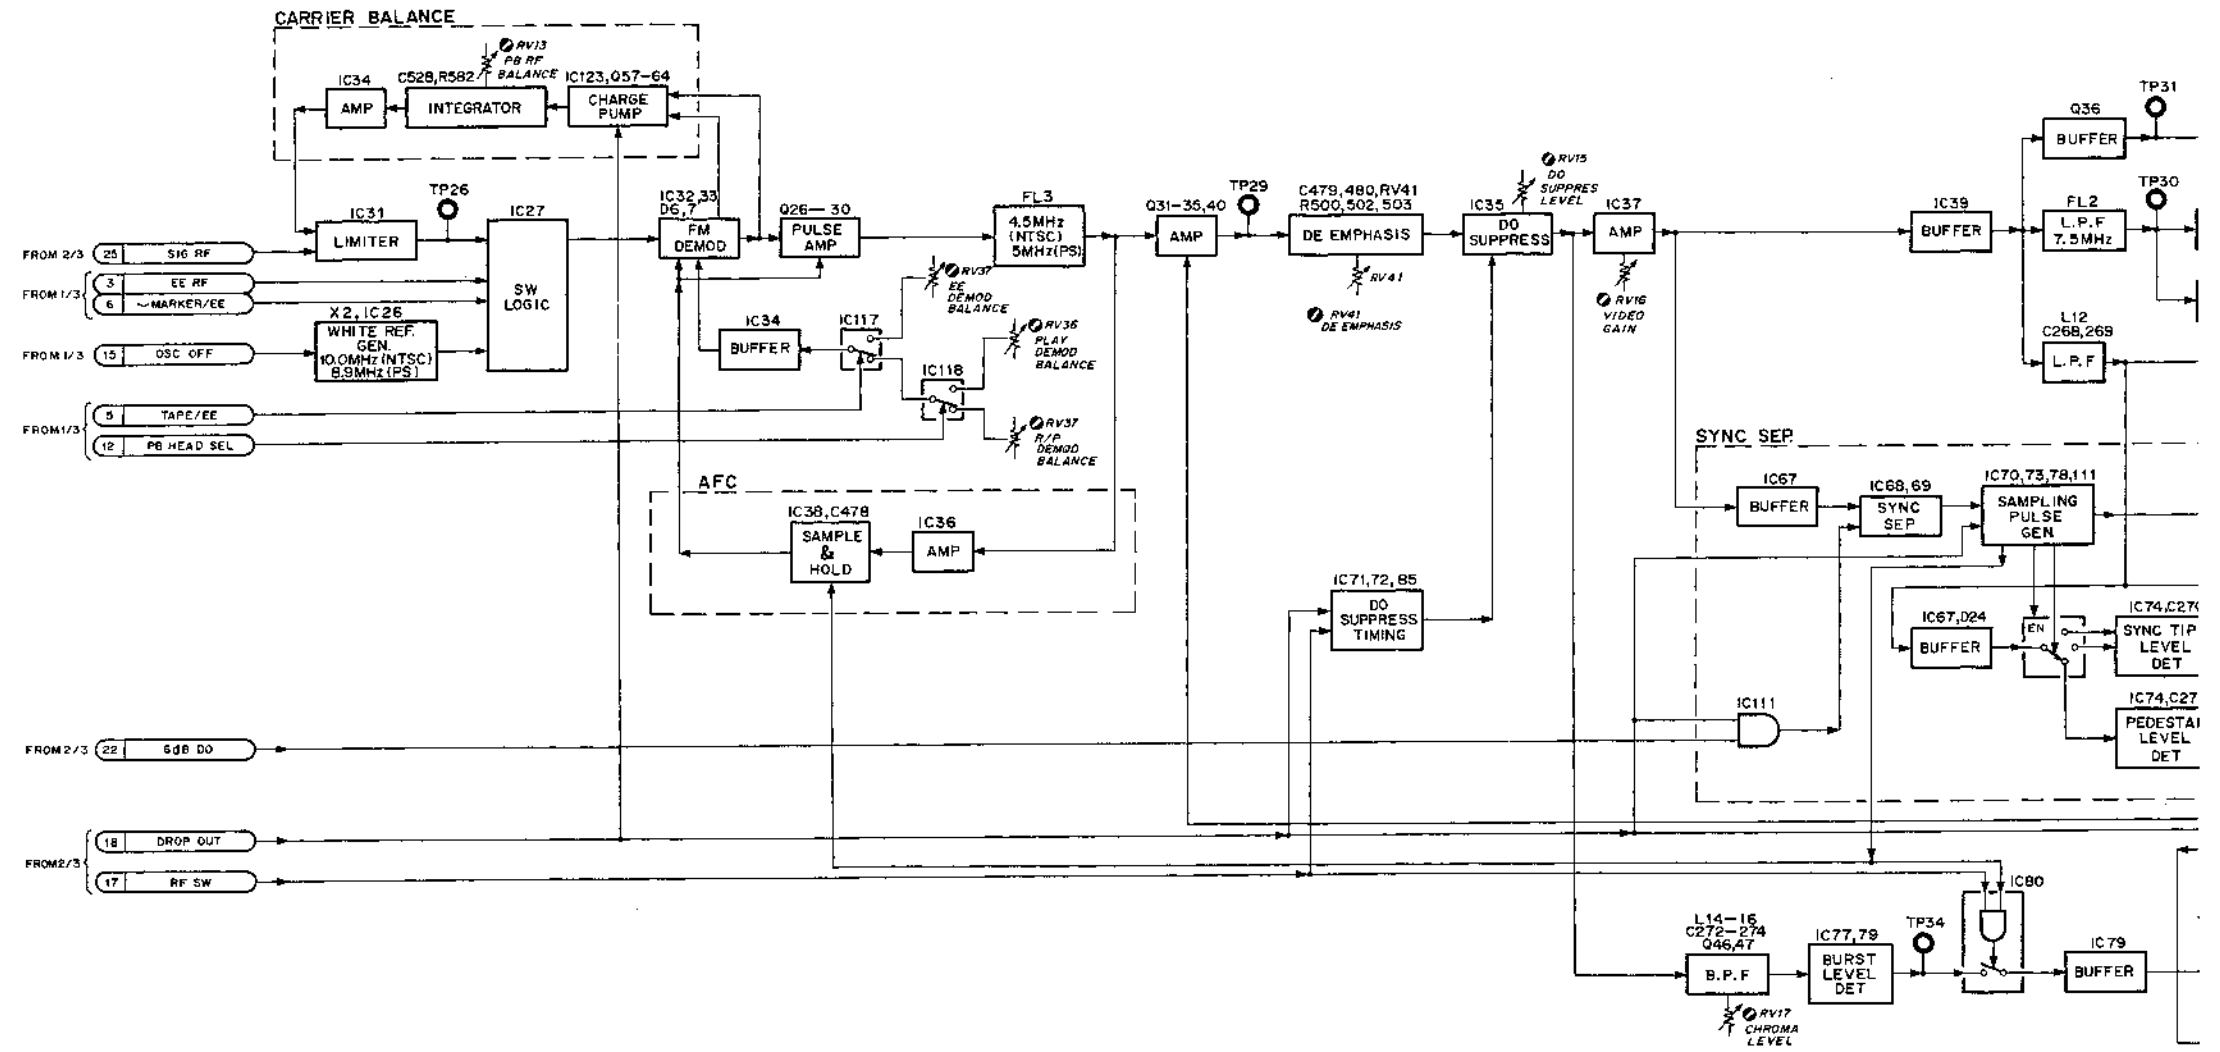 CARRIER BALANCE
RV13
PB RF
BALANCE
IC34
AMP
C528,R582
INTEGRATOR
IC123,Q57-64
CHARGE
PUMP
TP26
IC31
LIMITER
IC27
SW
LOGIC
IC32,33
D6,7
FM
DEMOD
Q26-30
PULSE
AMP
FL3
4.5MHz
(NTSC)
5MHz(PS)
Q31-35,40
AMP
TP29
C479,480,RV41
R500,502,503
DE EMPHASIS
RV41
RV41
DE EMPHASIS
RV15
DO
SUPPRES
LEVEL
IC35
DO
SUPPRESS
IC37
AMP
RV16
VIDEO
GAIN
IC39
BUFFER
Q36
BUFFER
TP31
TP30
FL2
L.P.F
7.5MHz
L12
C268,269
L.P.F
FROM 2/3
25 SIG RF
FROM 1/3
3 EE RF
6 ~MARKER/EE
X2,IC26
WHITE REF.
GEN.
10.0MHz(NTSC)
8.9MHz(PS)
FROM 1/3
15 OSC OFF
FROM 1/3
5 TAPE/EE
12 PB HEAD SEL
IC34
BUFFER
IC117
RV37
EE
DEMOD
BALANCE
RV36
PLAY
DEMOD
BALANCE
IC118
RV37
R/P
DEMOD
BALANCE
AFC
IC38,C478
SAMPLE
&
HOLD
IC36
AMP
IC71,72,85
DO
SUPPRESS
TIMING
SYNC SEP.
IC67
BUFFER
IC68,69
SYNC
SEP
IC70,73,78,111
SAMPLING
PULSE
GEN
IC67,D24
BUFFER
EN
IC74,C270
SYNC TIP
LEVEL
DET
IC74,C27
PEDESTAL
LEVEL
DET
IC111
FROM 2/3
22 6dB DO
FROM 2/3
18 DROP OUT
17 RF SW
L14-16
C272-274
Q46,47
B.P.F
RV17
CHROMA
LEVEL
IC77,79
BURST
LEVEL
DET
TP34
IC80
IC79
BUFFER